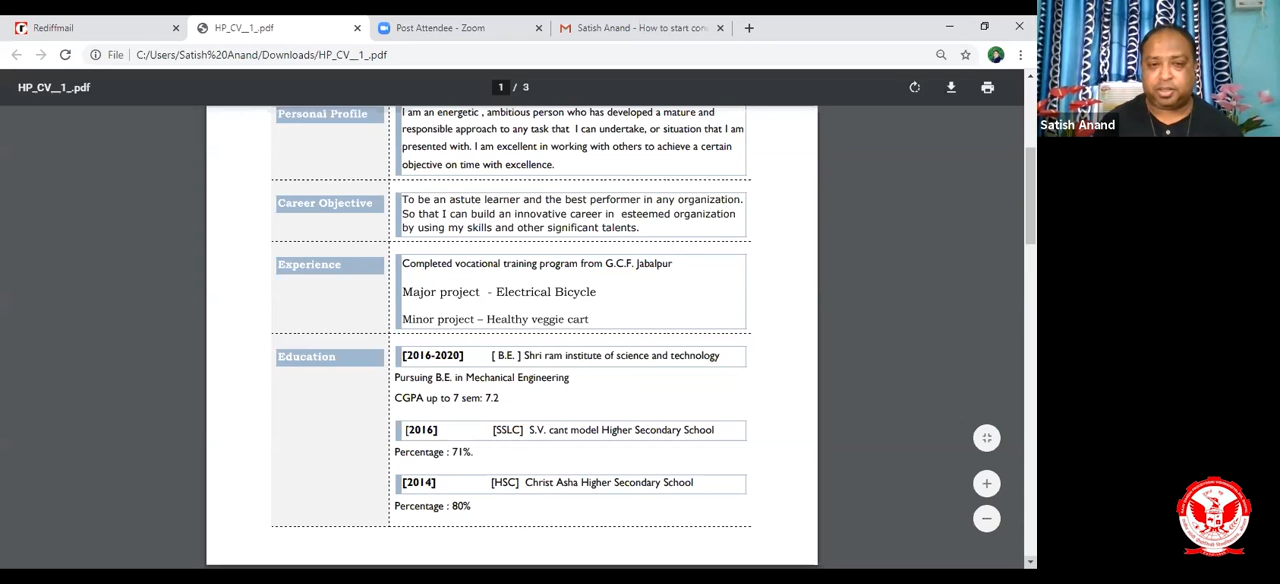 Rediffmail
HP_CV__1_.pdf
Post Attendee - Zoom
Satish Anand - How to start con
File
C:/Users/Satish%20Anand/Downloads/HP_CV__1_.pdf
HP_CV__1_.pdf
1 / 3
Satish Anand
Personal Profile
I am an energetic , ambitious person who has developed a mature and
responsible approach to any task that I can undertake, or situation that I am
presented with. I am excellent in working with others to achieve a certain
objective on time with excellence.
Career Objective
To be an astute learner and the best performer in any organization.
So that I can build an innovative career in esteemed organization
by using my skills and other significant talents.
Experience
Completed vocational training program from G.C.F. Jabalpur
Major project - Electrical Bicycle
Minor project – Healthy veggie cart
Education
[2016-2020] [ B.E. ] Shri ram institute of science and technology
Pursuing B.E. in Mechanical Engineering
CGPA up to 7 sem: 7.2
[2016] [SSLC] S.V. cant model Higher Secondary School
Percentage : 71%.
[2014] [HSC] Christ Asha Higher Secondary School
Percentage : 80%